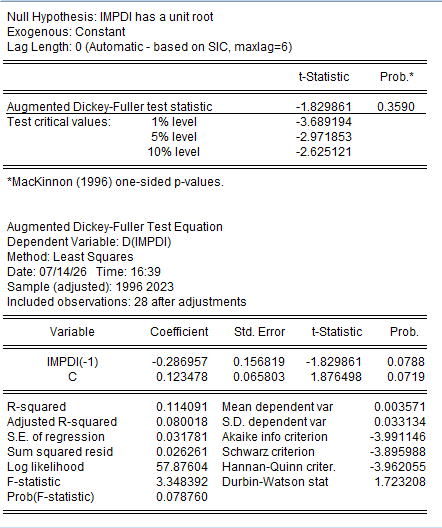 Null Hypothesis: IMPDI has a unit root
Exogenous: Constant
Lag Length: 0 (Automatic - based on SIC, maxlag=6)
t-Statistic Prob.*
Augmented Dickey-Fuller test statistic -1.829861 0.3590
Test critical values: 1% level -3.689194
5% level -2.971853
10% level -2.625121
*MacKinnon (1996) one-sided p-values.
Augmented Dickey-Fuller Test Equation
Dependent Variable: D(IMPDI)
Method: Least Squares
Date: 07/14/26 Time: 16:39
Sample (adjusted): 1996 2023
Included observations: 28 after adjustments
Variable Coefficient Std. Error t-Statistic Prob.
IMPDI(-1) -0.286957 0.156819 -1.829861 0.0788
C 0.123478 0.065803 1.876498 0.0719
R-squared 0.114091 Mean dependent var 0.003571
Adjusted R-squared 0.080018 S.D. dependent var 0.033134
S.E. of regression 0.031781 Akaike info criterion -3.991146
Sum squared resid 0.026261 Schwarz criterion -3.895988
Log likelihood 57.87604 Hannan-Quinn criter. -3.962055
F-statistic 3.348392 Durbin-Watson stat 1.723208
Prob(F-statistic) 0.078760